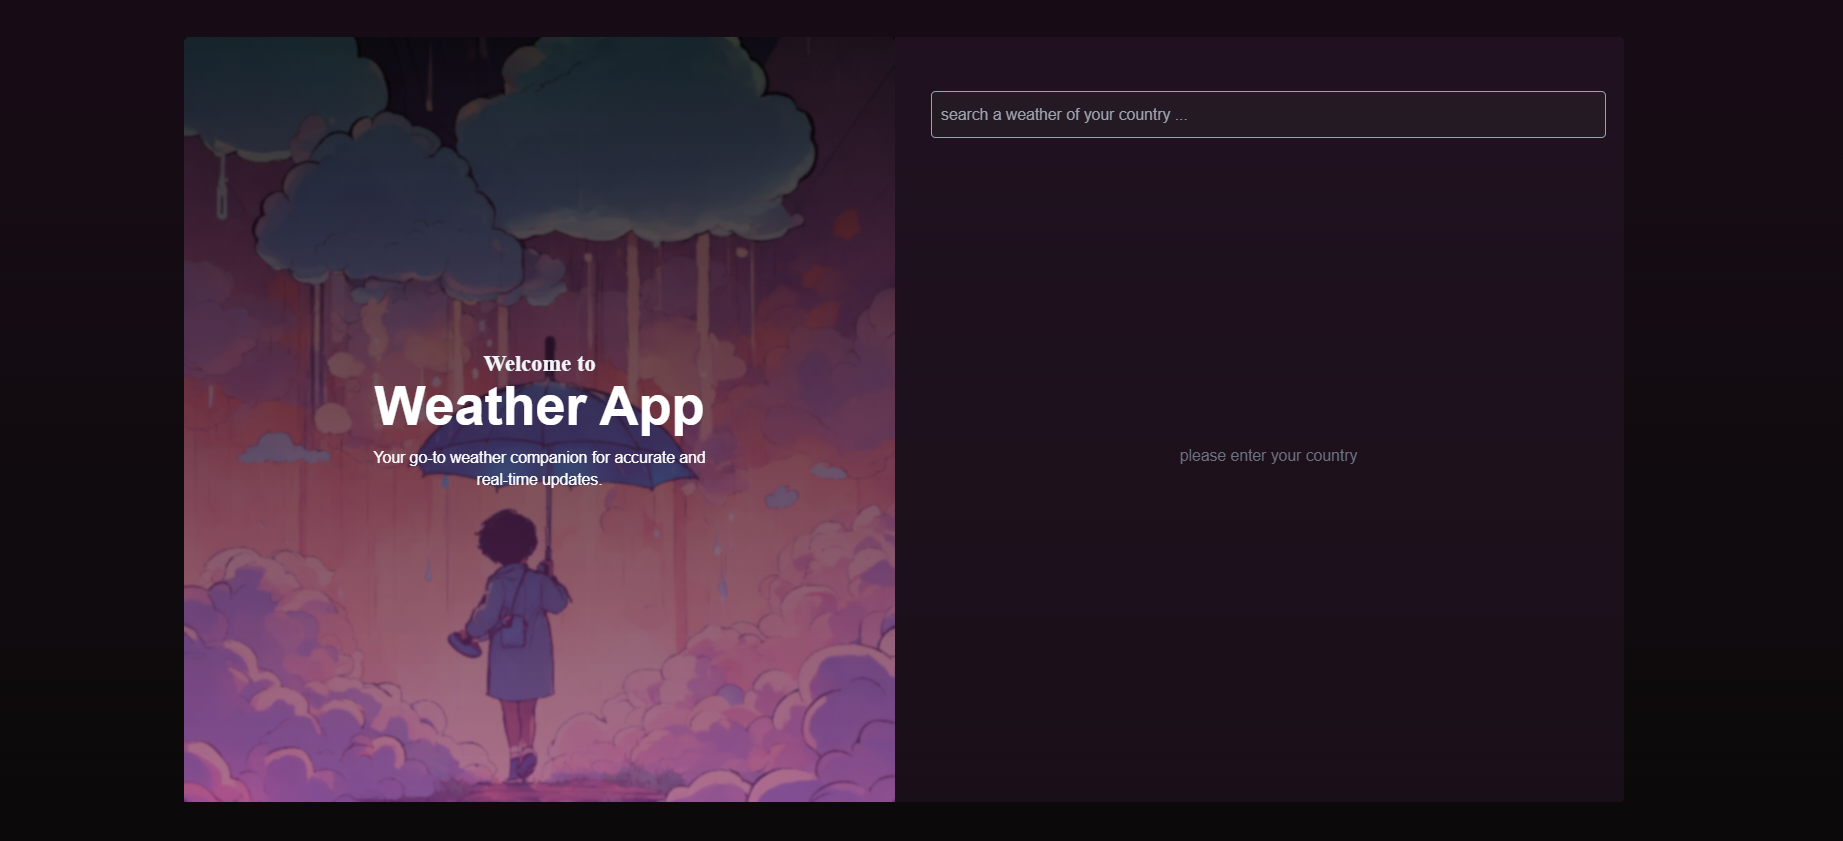 Welcome to
Weather App
Your go-to weather companion for accurate and
real-time updates.
search a weather of your country ...
please enter your country